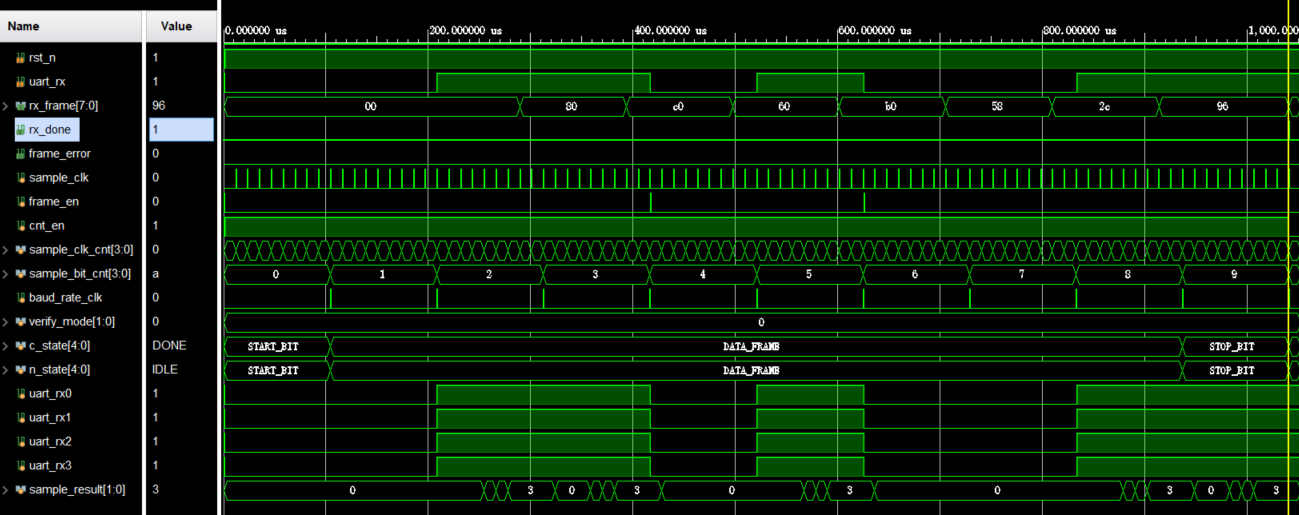 Name Value
0.000000 us 200.000000 us 400.000000 us 600.000000 us 800.000000 us 1,000.00
rst_n 1
uart_rx 1
rx_frame[7:0] 96 00 80 c0 60 b0 58 2c 96
rx_done 1
frame_error 0
sample_clk 0
frame_en 0
cnt_en 1
sample_clk_cnt[3:0] 0
sample_bit_cnt[3:0] a 0 1 2 3 4 5 6 7 8 9
baud_rate_clk 0
verify_mode[1:0] 0 0
c_state[4:0] DONE START_BIT DATA_FRAME STOP_BIT
n_state[4:0] IDLE START_BIT DATA_FRAME STOP_BIT
uart_rx0 1
uart_rx1 1
uart_rx2 1
uart_rx3 1
sample_result[1:0] 3 0 3 0 3 0 3 0 3 0 3